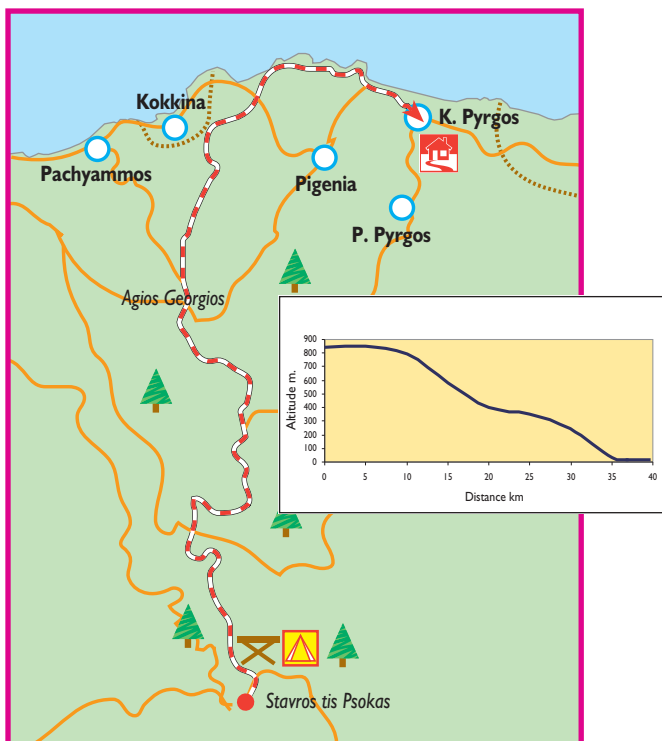 Kokkina
K. Pyrgos
Pachyammos
Pigenia
P. Pyrgos
Agios Georgios
Altitude m.
900
800
700
600
500
400
300
200
100
0
0 5 10 15 20 25 30 35 40
Distance km
Stavros tis Psokas